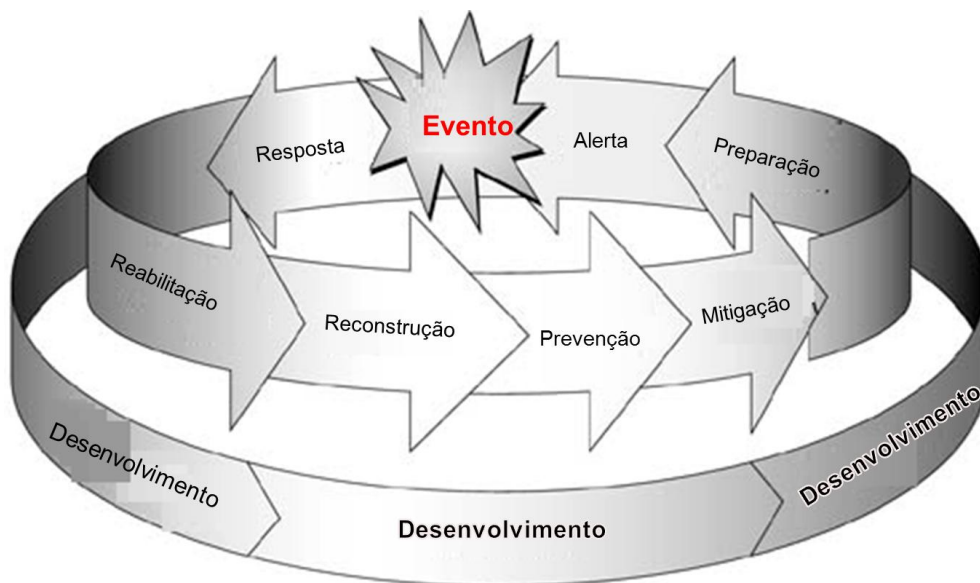 Evento
Resposta
Alerta
Preparação
Reabilitação
Reconstrução
Prevenção
Mitigação
Desenvolvimento
Desenvolvimento
Desenvolvimento